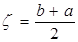 ζ = (b + a) / 2